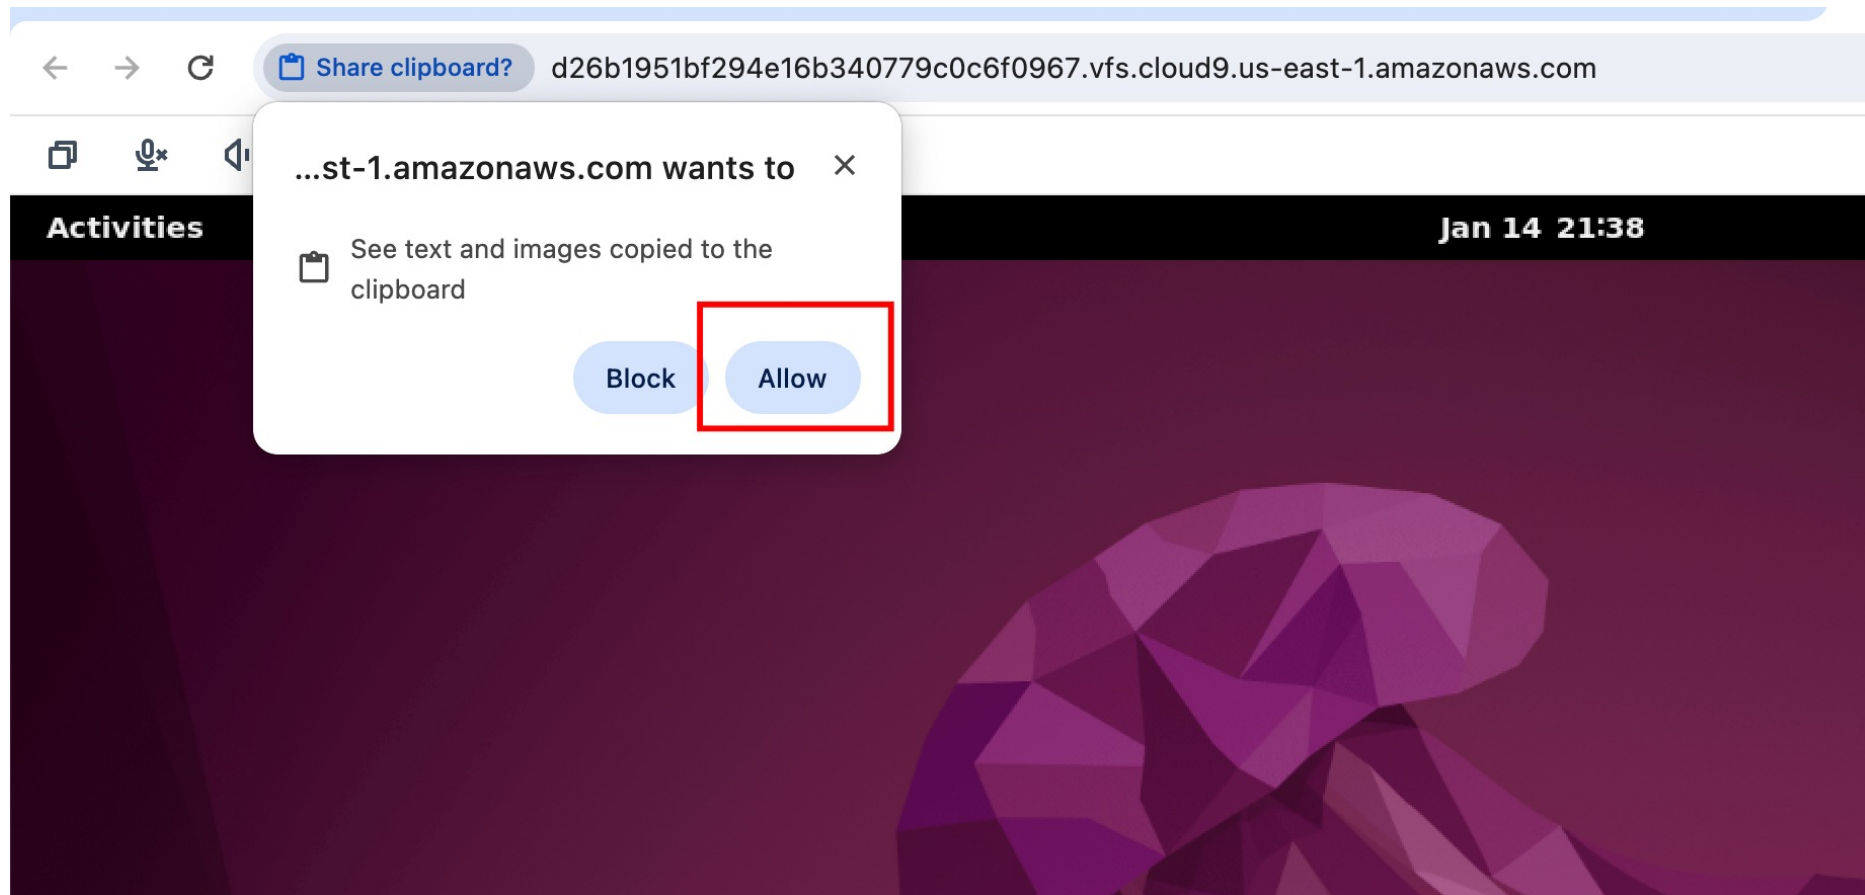 Share clipboard? d26b1951bf294e16b340779c0c6f0967.vfs.cloud9.us-east-1.amazonaws.com
...st-1.amazonaws.com wants to
Activities
Jan 14 21:38
See text and images copied to the
clipboard
Block Allow